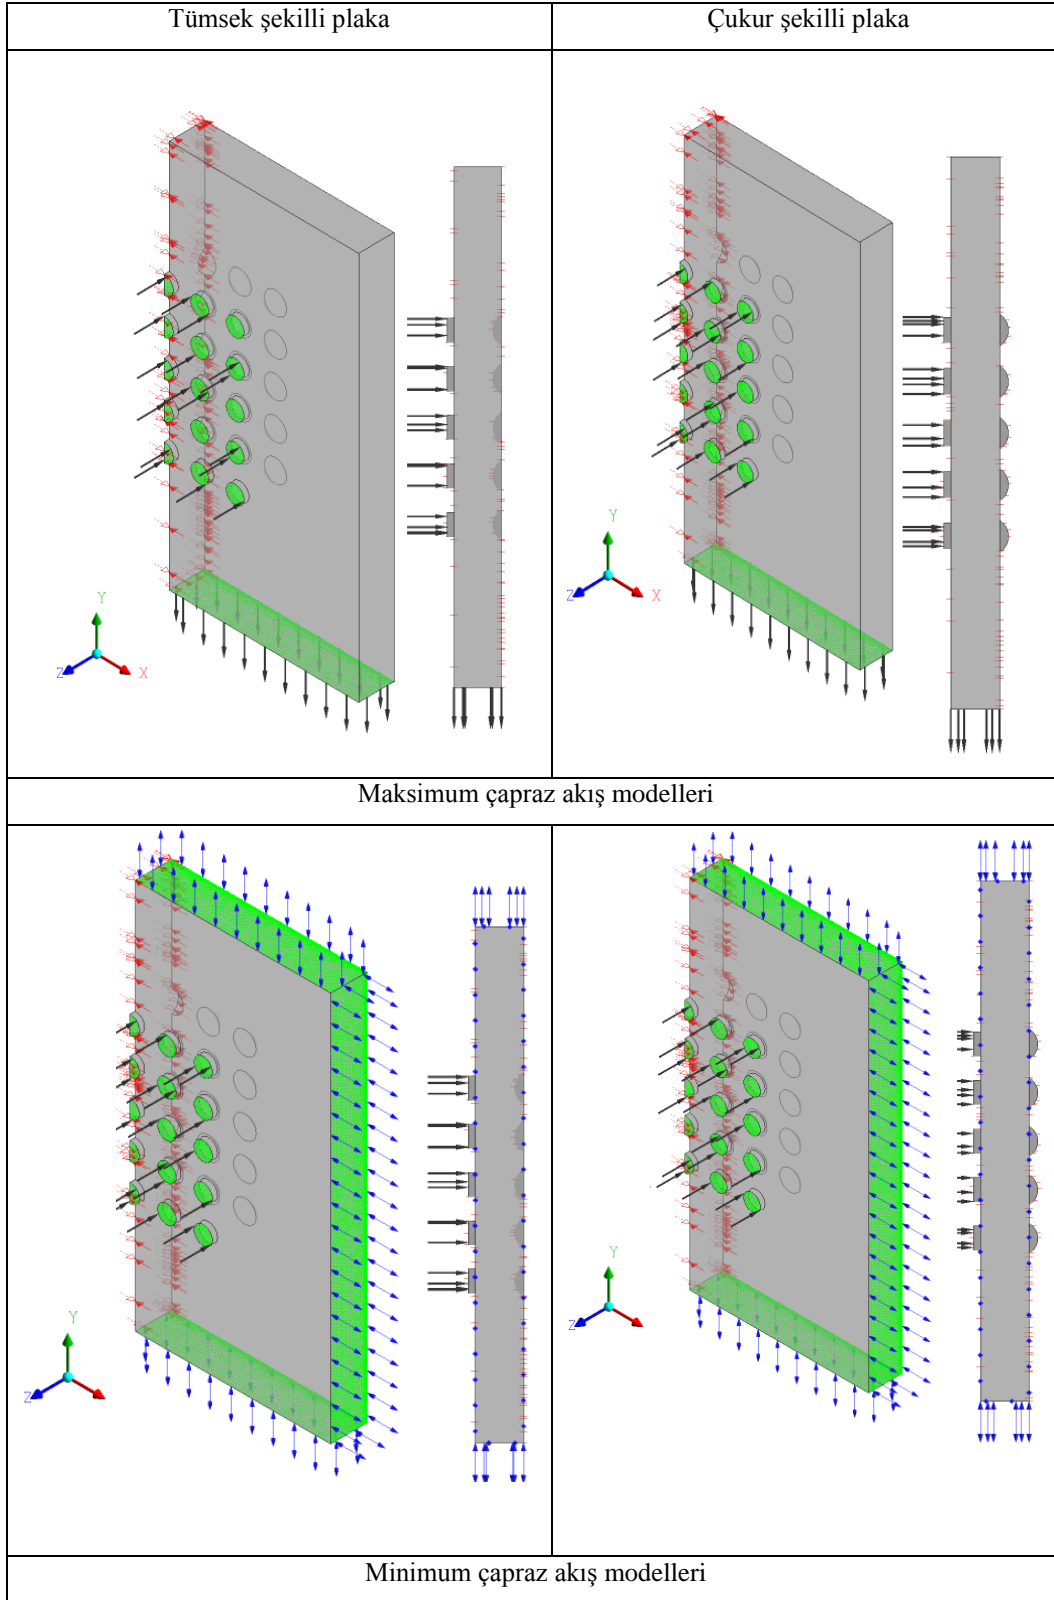 Tümsek şekilli plaka
Çukur şekilli plaka
Y
Z
X
Y
Z
X
Maksimum çapraz akış modelleri
Y
Z
Y
Z
Minimum çapraz akış modelleri